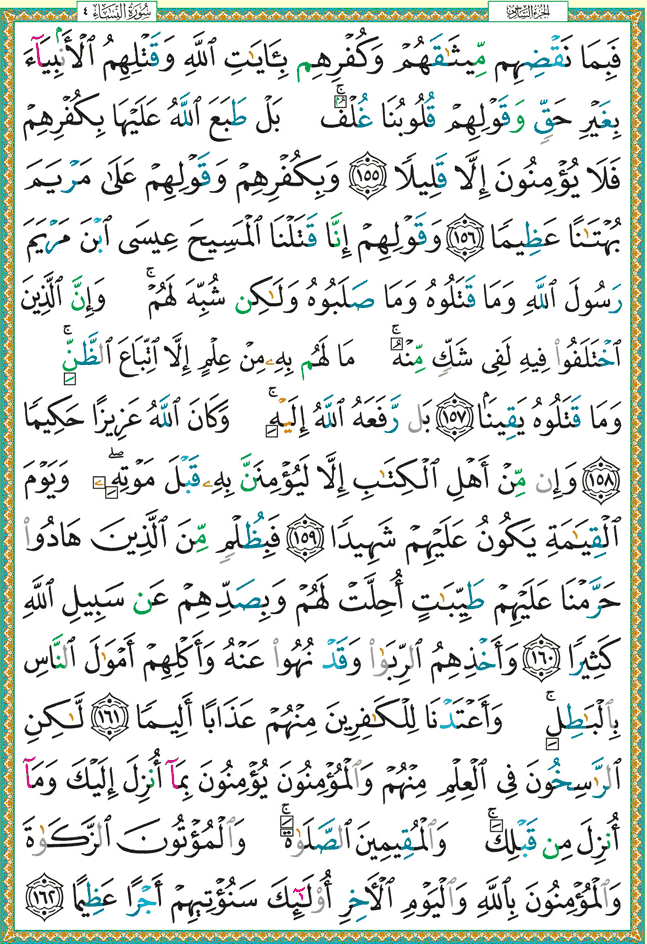 سُورَةُ النِّسَاءِ ٤
الجزء السادس
فَبِمَا نَقْضِهِم مِّيثَـٰقَهُمْ وَكُفْرِهِم بِـَٔايَـٰتِ ٱللَّهِ وَقَتْلِهِمُ ٱلْأَنۢبِيَآءَ
بِغَيْرِ حَقٍّ وَقَوْلِهِمْ قُلُوبُنَا غُلْفٌۢ ۚ بَلْ طَبَعَ ٱللَّهُ عَلَيْهَا بِكُفْرِهِمْ
فَلَا يُؤْمِنُونَ إِلَّا قَلِيلًا ١٥٥ وَبِكُفْرِهِمْ وَقَوْلِهِمْ عَلَىٰ مَرْيَمَ
بُهْتَـٰنًا عَظِيمًا ١٥٦ وَقَوْلِهِمْ إِنَّا قَتَلْنَا ٱلْمَسِيحَ عِيسَى ٱبْنَ مَرْيَمَ
رَسُولَ ٱللَّهِ وَمَا قَتَلُوهُ وَمَا صَلَبُوهُ وَلَـٰكِن شُبِّهَ لَهُمْ ۚ وَإِنَّ ٱلَّذِينَ
ٱخْتَلَفُوا۟ فِيهِ لَفِى شَكٍّ مِّنْهُ ۚ مَا لَهُم بِهِۦ مِنْ عِلْمٍ إِلَّا ٱتِّبَاعَ ٱلظَّنِّ ۚ
وَمَا قَتَلُوهُ يَقِينًۢا ١٥٧ بَل رَّفَعَهُ ٱللَّهُ إِلَيْهِ ۚ وَكَانَ ٱللَّهُ عَزِيزًا حَكِيمًا
١٥٨ وَإِن مِّنْ أَهْلِ ٱلْكِتَـٰبِ إِلَّا لَيُؤْمِنَنَّ بِهِۦ قَبْلَ مَوْتِهِۦ ۖ وَيَوْمَ
ٱلْقِيَـٰمَةِ يَكُونُ عَلَيْهِمْ شَهِيدًا ١٥٩ فَبِظُلْمٍ مِّنَ ٱلَّذِينَ هَادُوا۟
حَرَّمْنَا عَلَيْهِمْ طَيِّبَـٰتٍ أُحِلَّتْ لَهُمْ وَبِصَدِّهِمْ عَن سَبِيلِ ٱللَّهِ
كَثِيرًا ١٦٠ وَأَخْذِهِمُ ٱلرِّبَوٰا۟ وَقَدْ نُهُوا۟ عَنْهُ وَأَكْلِهِمْ أَمْوَٰلَ ٱلنَّاسِ
بِٱلْبَـٰطِلِ ۚ وَأَعْتَدْنَا لِلْكَـٰفِرِينَ مِنْهُمْ عَذَابًا أَلِيمًا ١٦١ لَّـٰكِنِ
ٱلرَّٰسِخُونَ فِى ٱلْعِلْمِ مِنْهُمْ وَٱلْمُؤْمِنُونَ يُؤْمِنُونَ بِمَآ أُنزِلَ إِلَيْكَ وَمَآ
أُنزِلَ مِن قَبْلِكَ ۚ وَٱلْمُقِيمِينَ ٱلصَّلَوٰةَ ۚ وَٱلْمُؤْتُونَ ٱلزَّكَوٰةَ
وَٱلْمُؤْمِنُونَ بِٱللَّهِ وَٱلْيَوْمِ ٱلْـَٔاخِرِ أُو۟لَـٰٓئِكَ سَنُؤْتِيهِمْ أَجْرًا عَظِيمًا ١٦٢